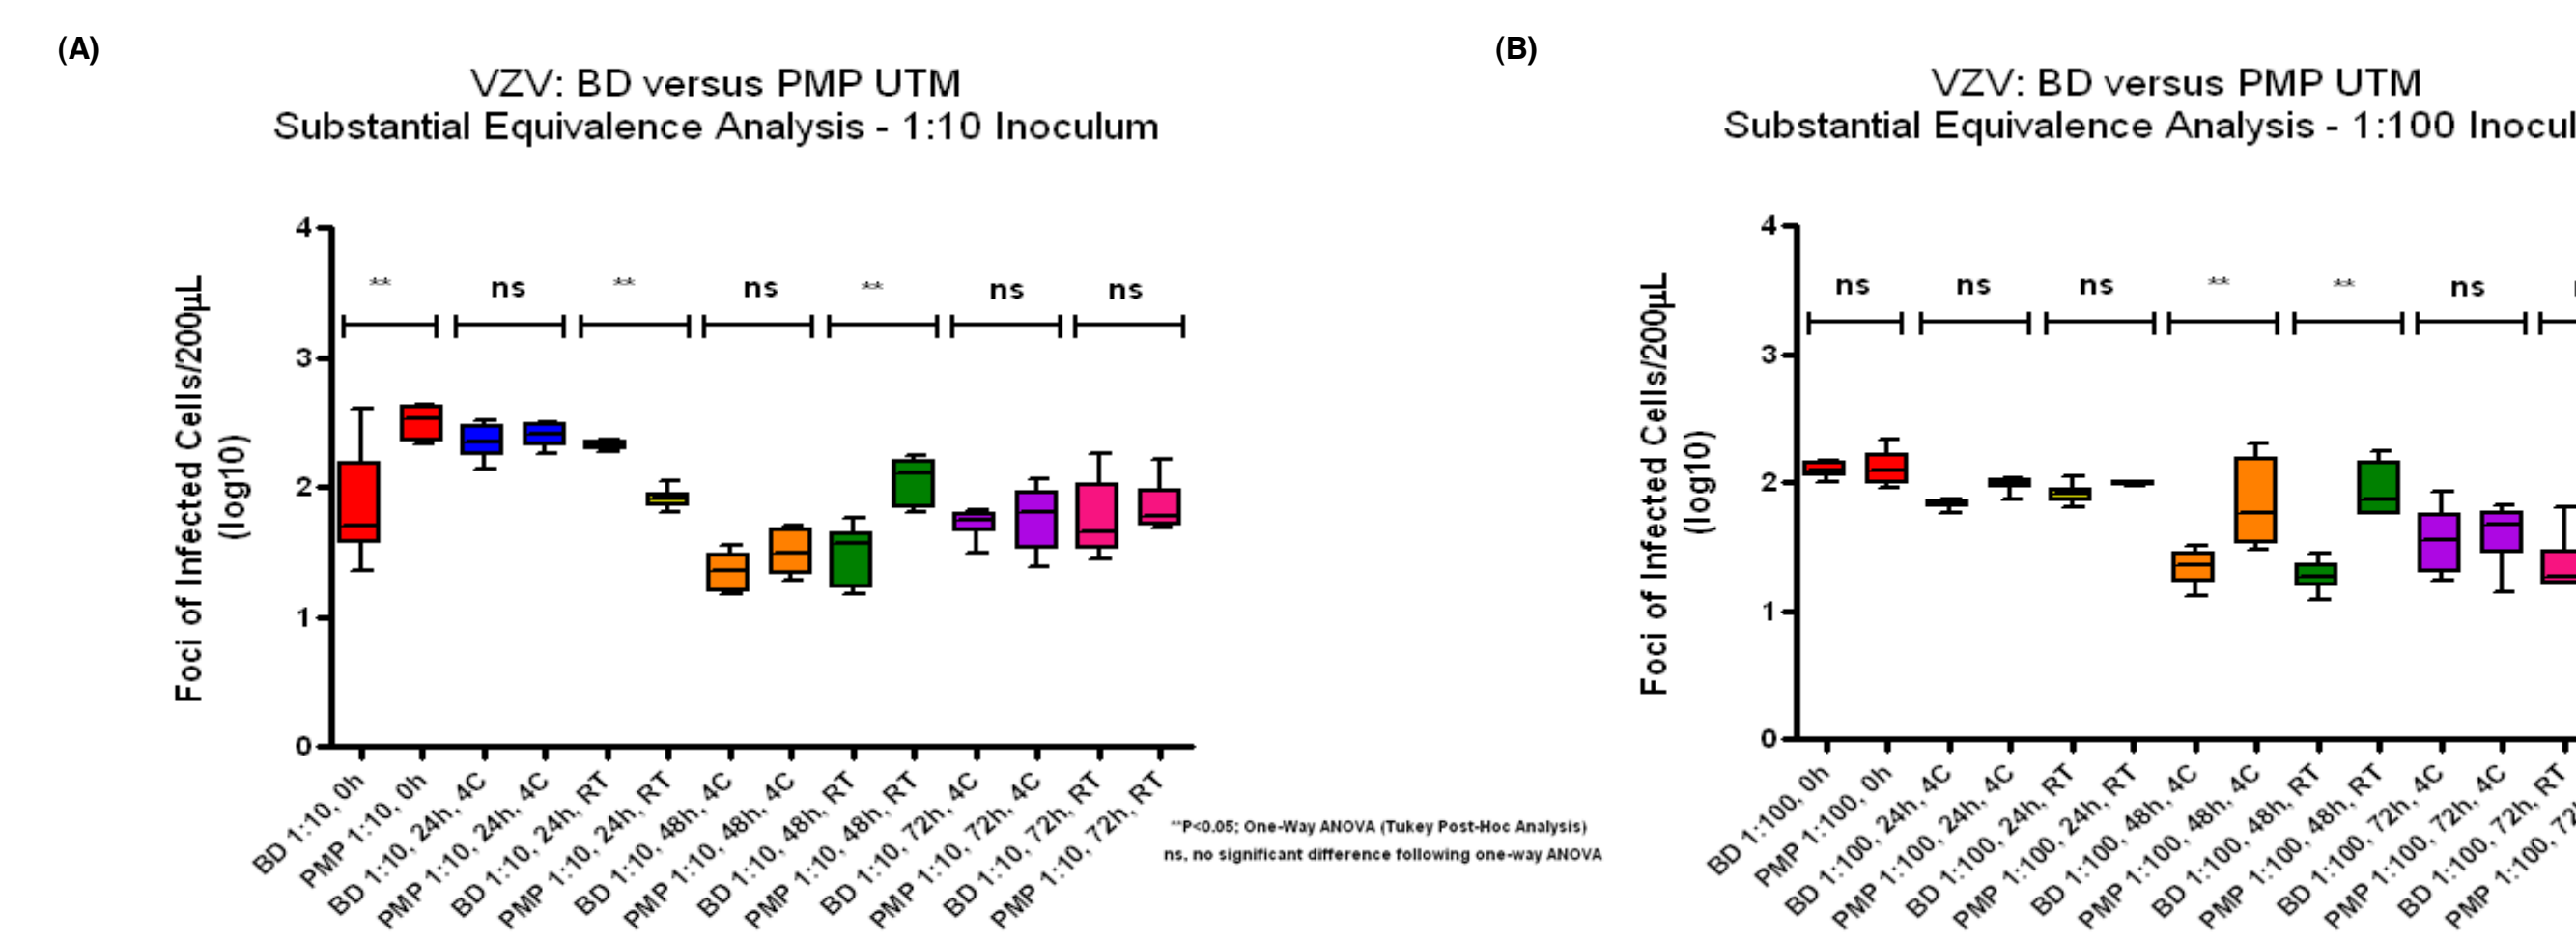 (A)
VZV: BD versus PMP UTM
Substantial Equivalence Analysis - 1:10 Inoculum
Foci of Infected Cells/200µL
(log10)
4
3
2
1
0
**
ns
**
ns
**
ns
ns
BD 1:10, 0h
PMP 1:10, 0h
BD 1:10, 24h, 4C
PMP 1:10, 24h, 4C
BD 1:10, 24h, RT
PMP 1:10, 24h, RT
BD 1:10, 48h, 4C
PMP 1:10, 48h, 4C
BD 1:10, 48h, RT
PMP 1:10, 48h, RT
BD 1:10, 72h, 4C
PMP 1:10, 72h, 4C
BD 1:10, 72h, RT
PMP 1:10, 72h, RT
**P<0.05; One-Way ANOVA (Tukey Post-Hoc Analysis)
ns, no significant difference following one-way ANOVA
(B)
VZV: BD versus PMP UTM
Substantial Equivalence Analysis - 1:100 Inocul
Foci of Infected Cells/200µL
(log10)
4
3
2
1
0
ns
ns
ns
**
**
ns
BD 1:100, 0h
PMP 1:100, 0h
BD 1:100, 24h, 4C
PMP 1:100, 24h, 4C
BD 1:100, 24h, RT
PMP 1:100, 24h, RT
BD 1:100, 48h, 4C
PMP 1:100, 48h, 4C
BD 1:100, 48h, RT
PMP 1:100, 48h, RT
BD 1:100, 72h, 4C
PMP 1:100, 72h, 4C
BD 1:100, 72h, RT
PMP 1:100, 72